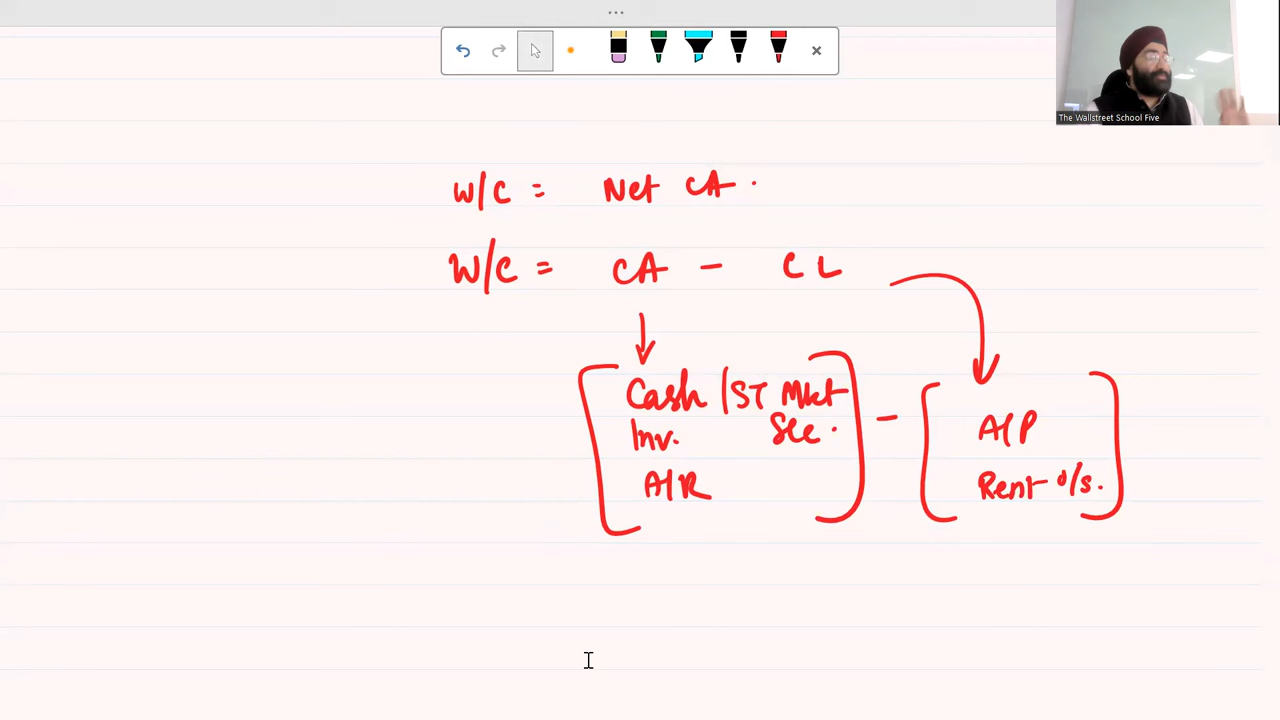 The Wallstreet School Five
W/C = Net CA.
W/C = CA - CL
Cash / ST Mkt
Inv. Sec.
A/R
-
A/P
Rent o/s.